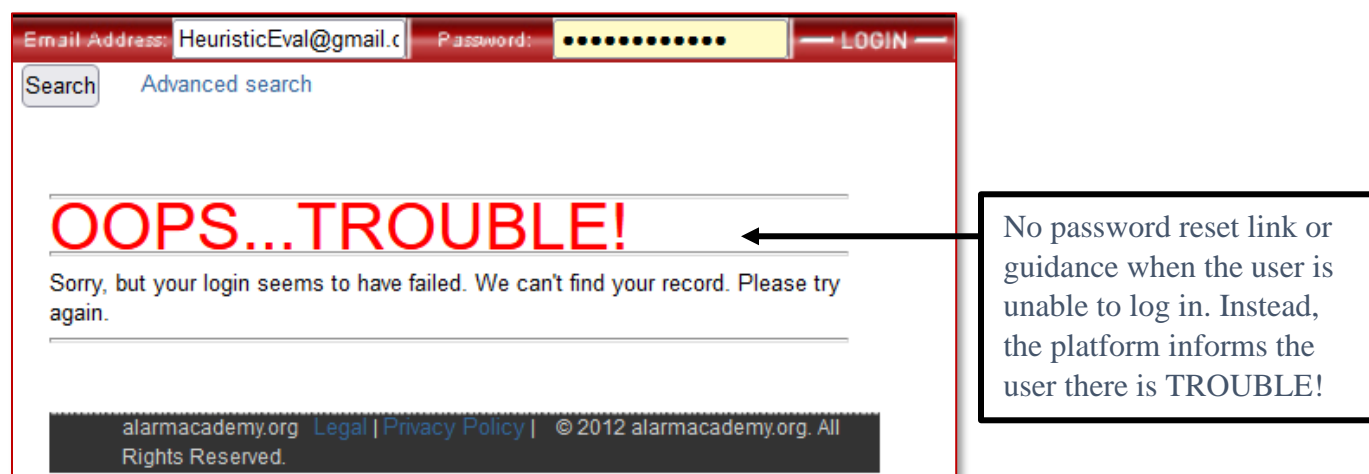 Email Address: HeuristicEval@gmail.c Password: ●●●●●●●●●●●● LOGIN
Search Advanced search
OOPS...TROUBLE!
Sorry, but your login seems to have failed. We can't find your record. Please try
again.
No password reset link or
guidance when the user is
unable to log in. Instead,
the platform informs the
user there is TROUBLE!
alarmacademy.org Legal | Privacy Policy | © 2012 alarmacademy.org. All
Rights Reserved.